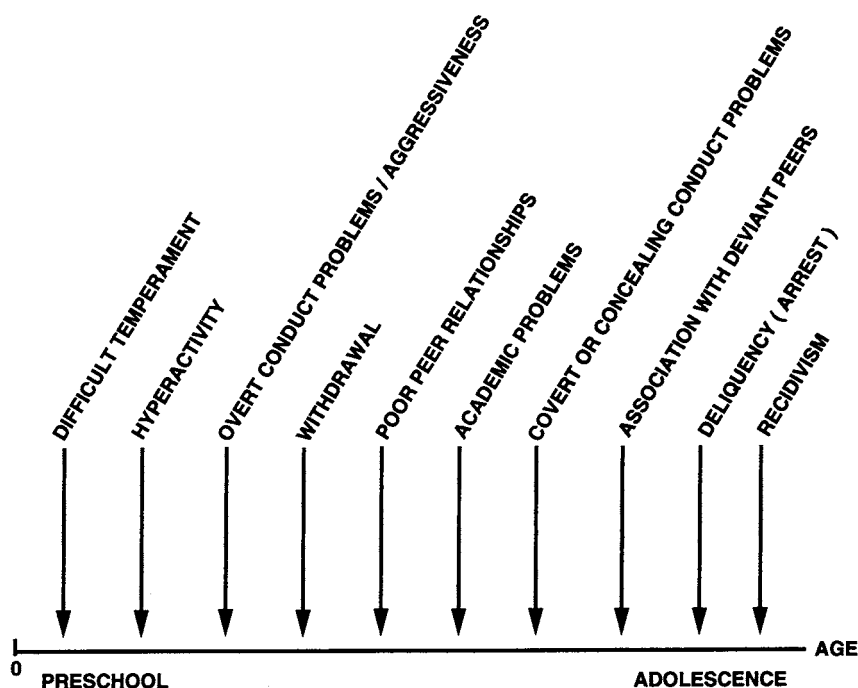 DIFFICULT TEMPERAMENT
HYPERACTIVITY
OVERT CONDUCT PROBLEMS / AGGRESSIVENESS
WITHDRAWAL
POOR PEER RELATIONSHIPS
ACADEMIC PROBLEMS
COVERT OR CONCEALING CONDUCT PROBLEMS
ASSOCIATION WITH DEVIANT PEERS
DELIQUENCY ( ARREST )
RECIDIVISM
0
AGE
PRESCHOOL
ADOLESCENCE